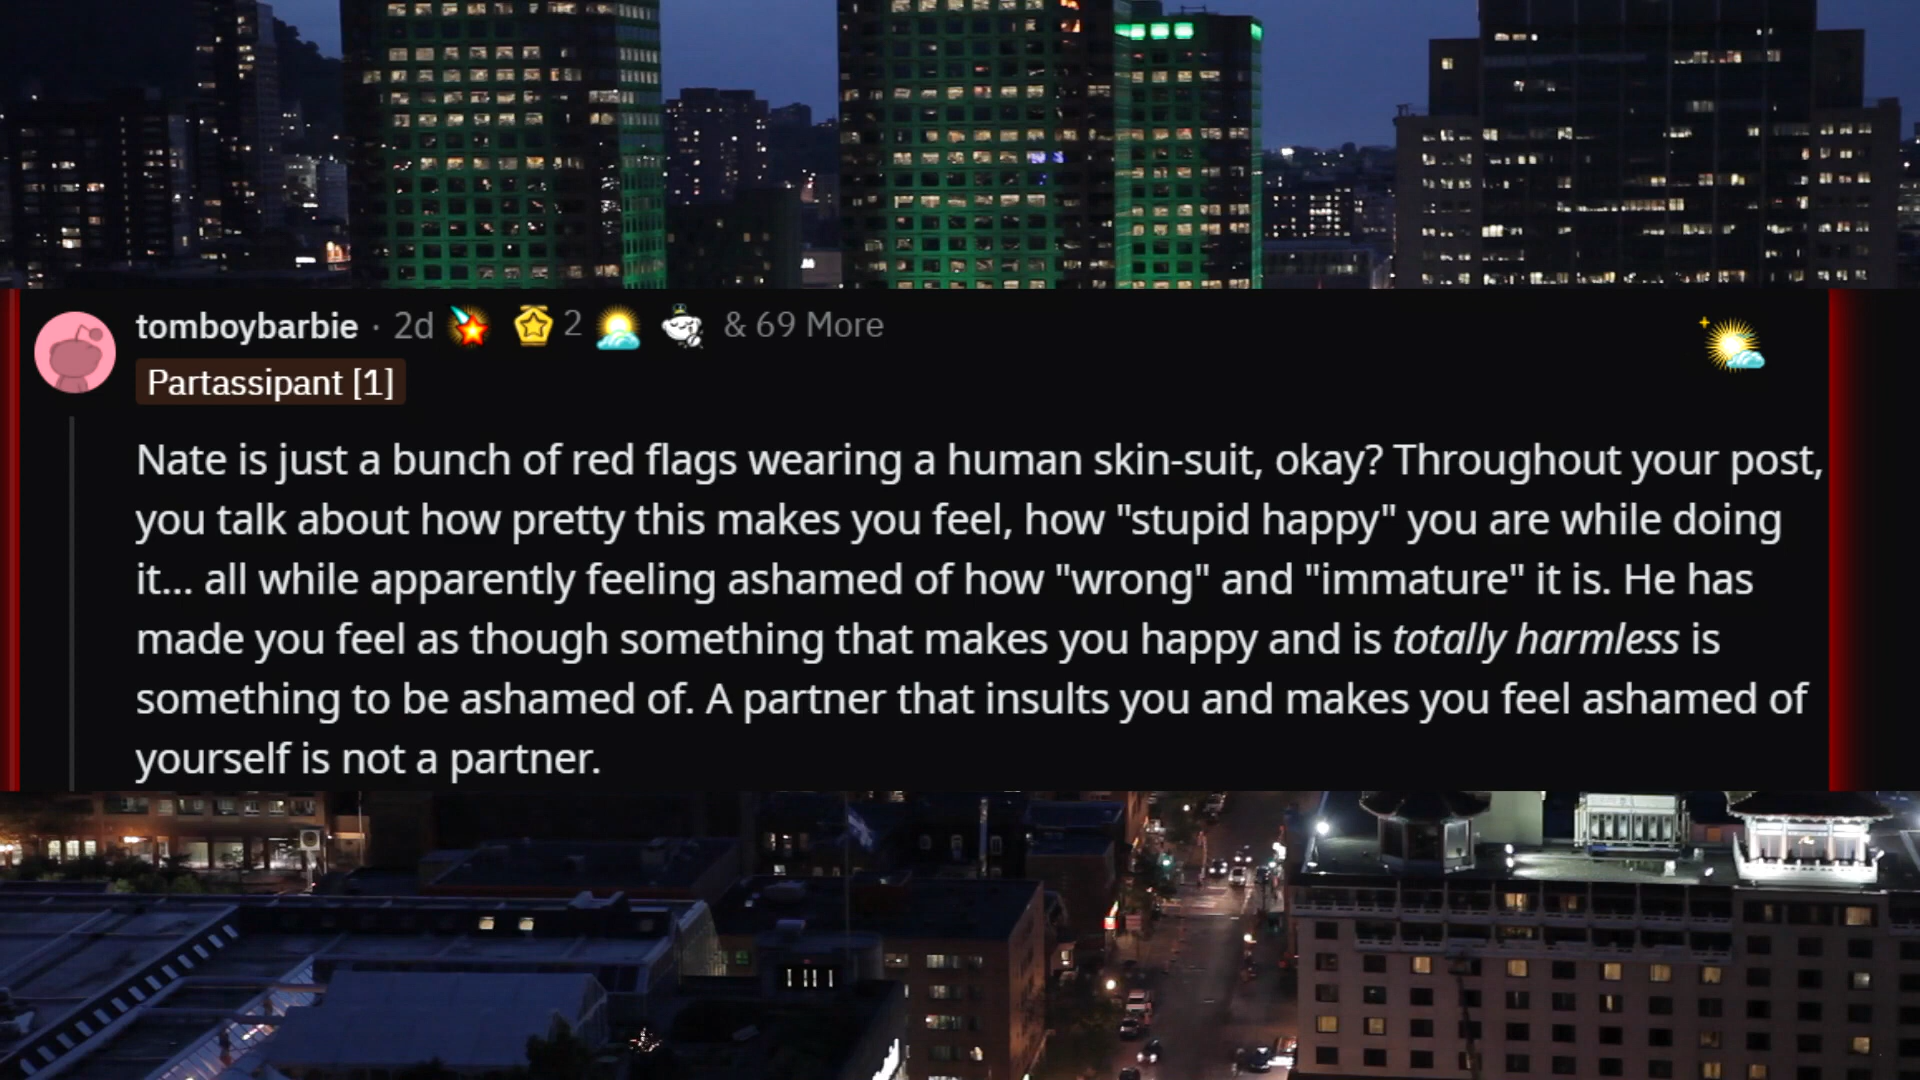 tomboybarbie · 2d 2 & 69 More
Partassipant [1]
Nate is just a bunch of red flags wearing a human skin-suit, okay? Throughout your post,
you talk about how pretty this makes you feel, how "stupid happy" you are while doing
it... all while apparently feeling ashamed of how "wrong" and "immature" it is. He has
made you feel as though something that makes you happy and is totally harmless is
something to be ashamed of. A partner that insults you and makes you feel ashamed of
yourself is not a partner.